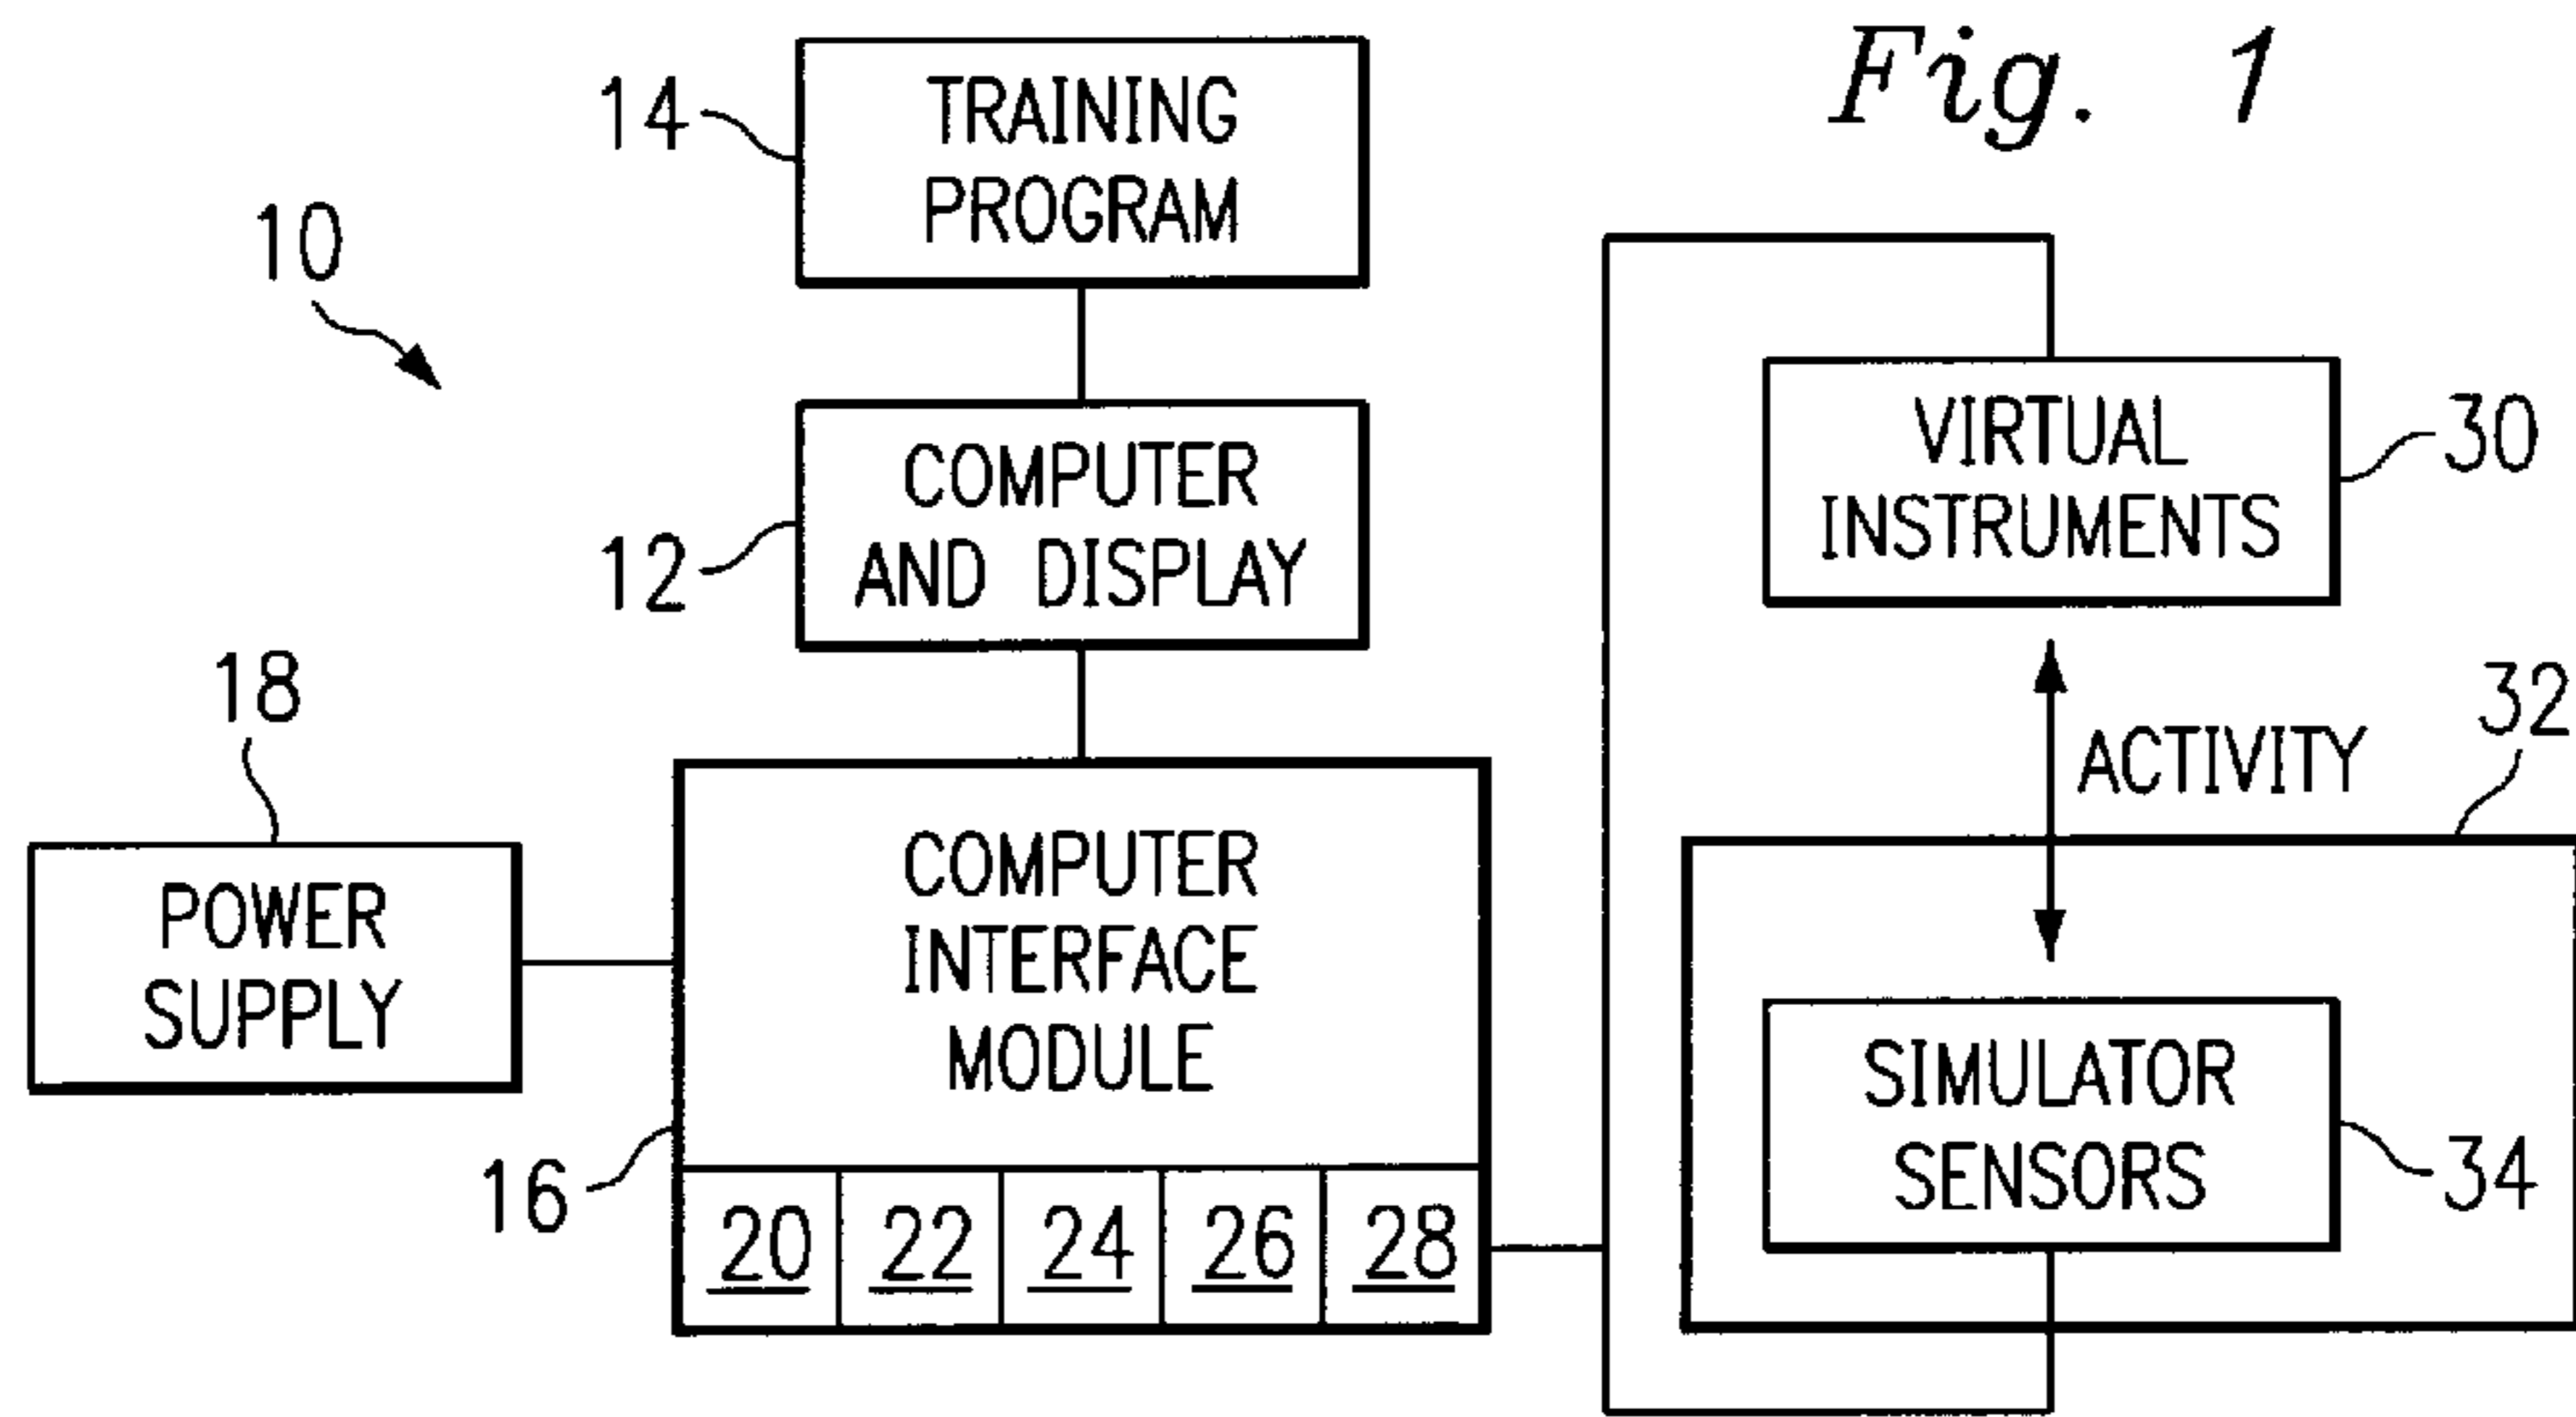 Fig. 1
14
TRAINING
PROGRAM
10
COMPUTER
AND DISPLAY
12
VIRTUAL
INSTRUMENTS
30
18
POWER
SUPPLY
COMPUTER
INTERFACE
MODULE
16
20 22 24 26 28
ACTIVITY
32
SIMULATOR
SENSORS
34